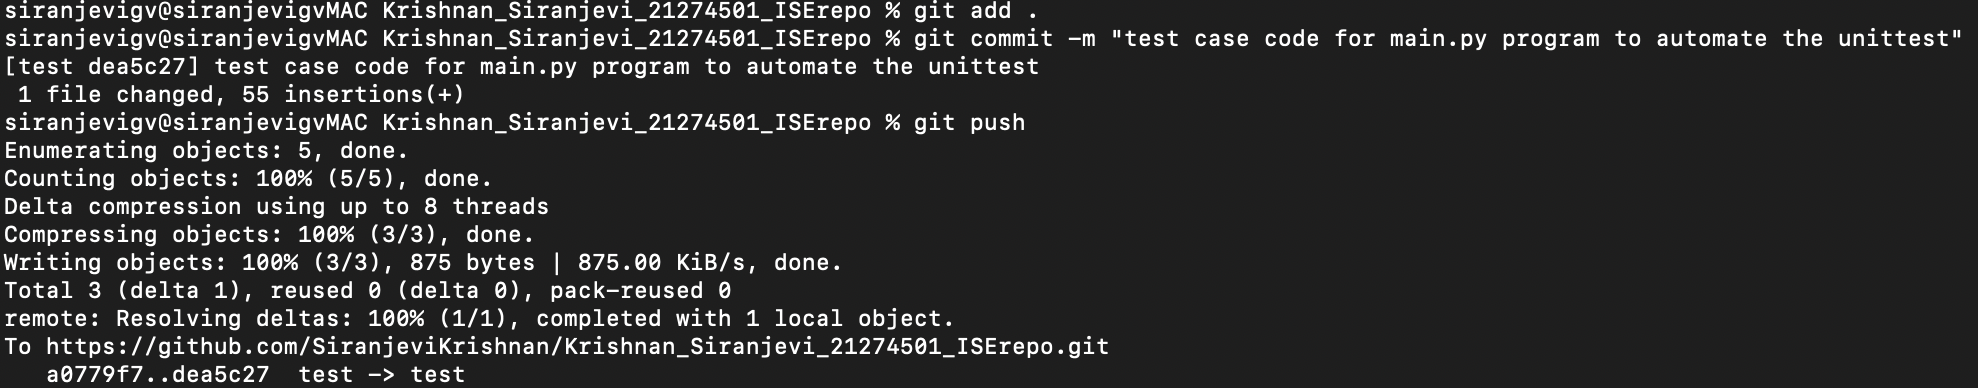 siranjevigv@siranjevigvMAC Krishnan_Siranjevi_21274501_ISErepo % git add .
siranjevigv@siranjevigvMAC Krishnan_Siranjevi_21274501_ISErepo % git commit -m "test case code for main.py program to automate the unittest"
[test dea5c27] test case code for main.py program to automate the unittest
 1 file changed, 55 insertions(+)
siranjevigv@siranjevigvMAC Krishnan_Siranjevi_21274501_ISErepo % git push
Enumerating objects: 5, done.
Counting objects: 100% (5/5), done.
Delta compression using up to 8 threads
Compressing objects: 100% (3/3), done.
Writing objects: 100% (3/3), 875 bytes | 875.00 KiB/s, done.
Total 3 (delta 1), reused 0 (delta 0), pack-reused 0
remote: Resolving deltas: 100% (1/1), completed with 1 local object.
To https://github.com/SiranjeviKrishnan/Krishnan_Siranjevi_21274501_ISErepo.git
   a0779f7..dea5c27  test -> test